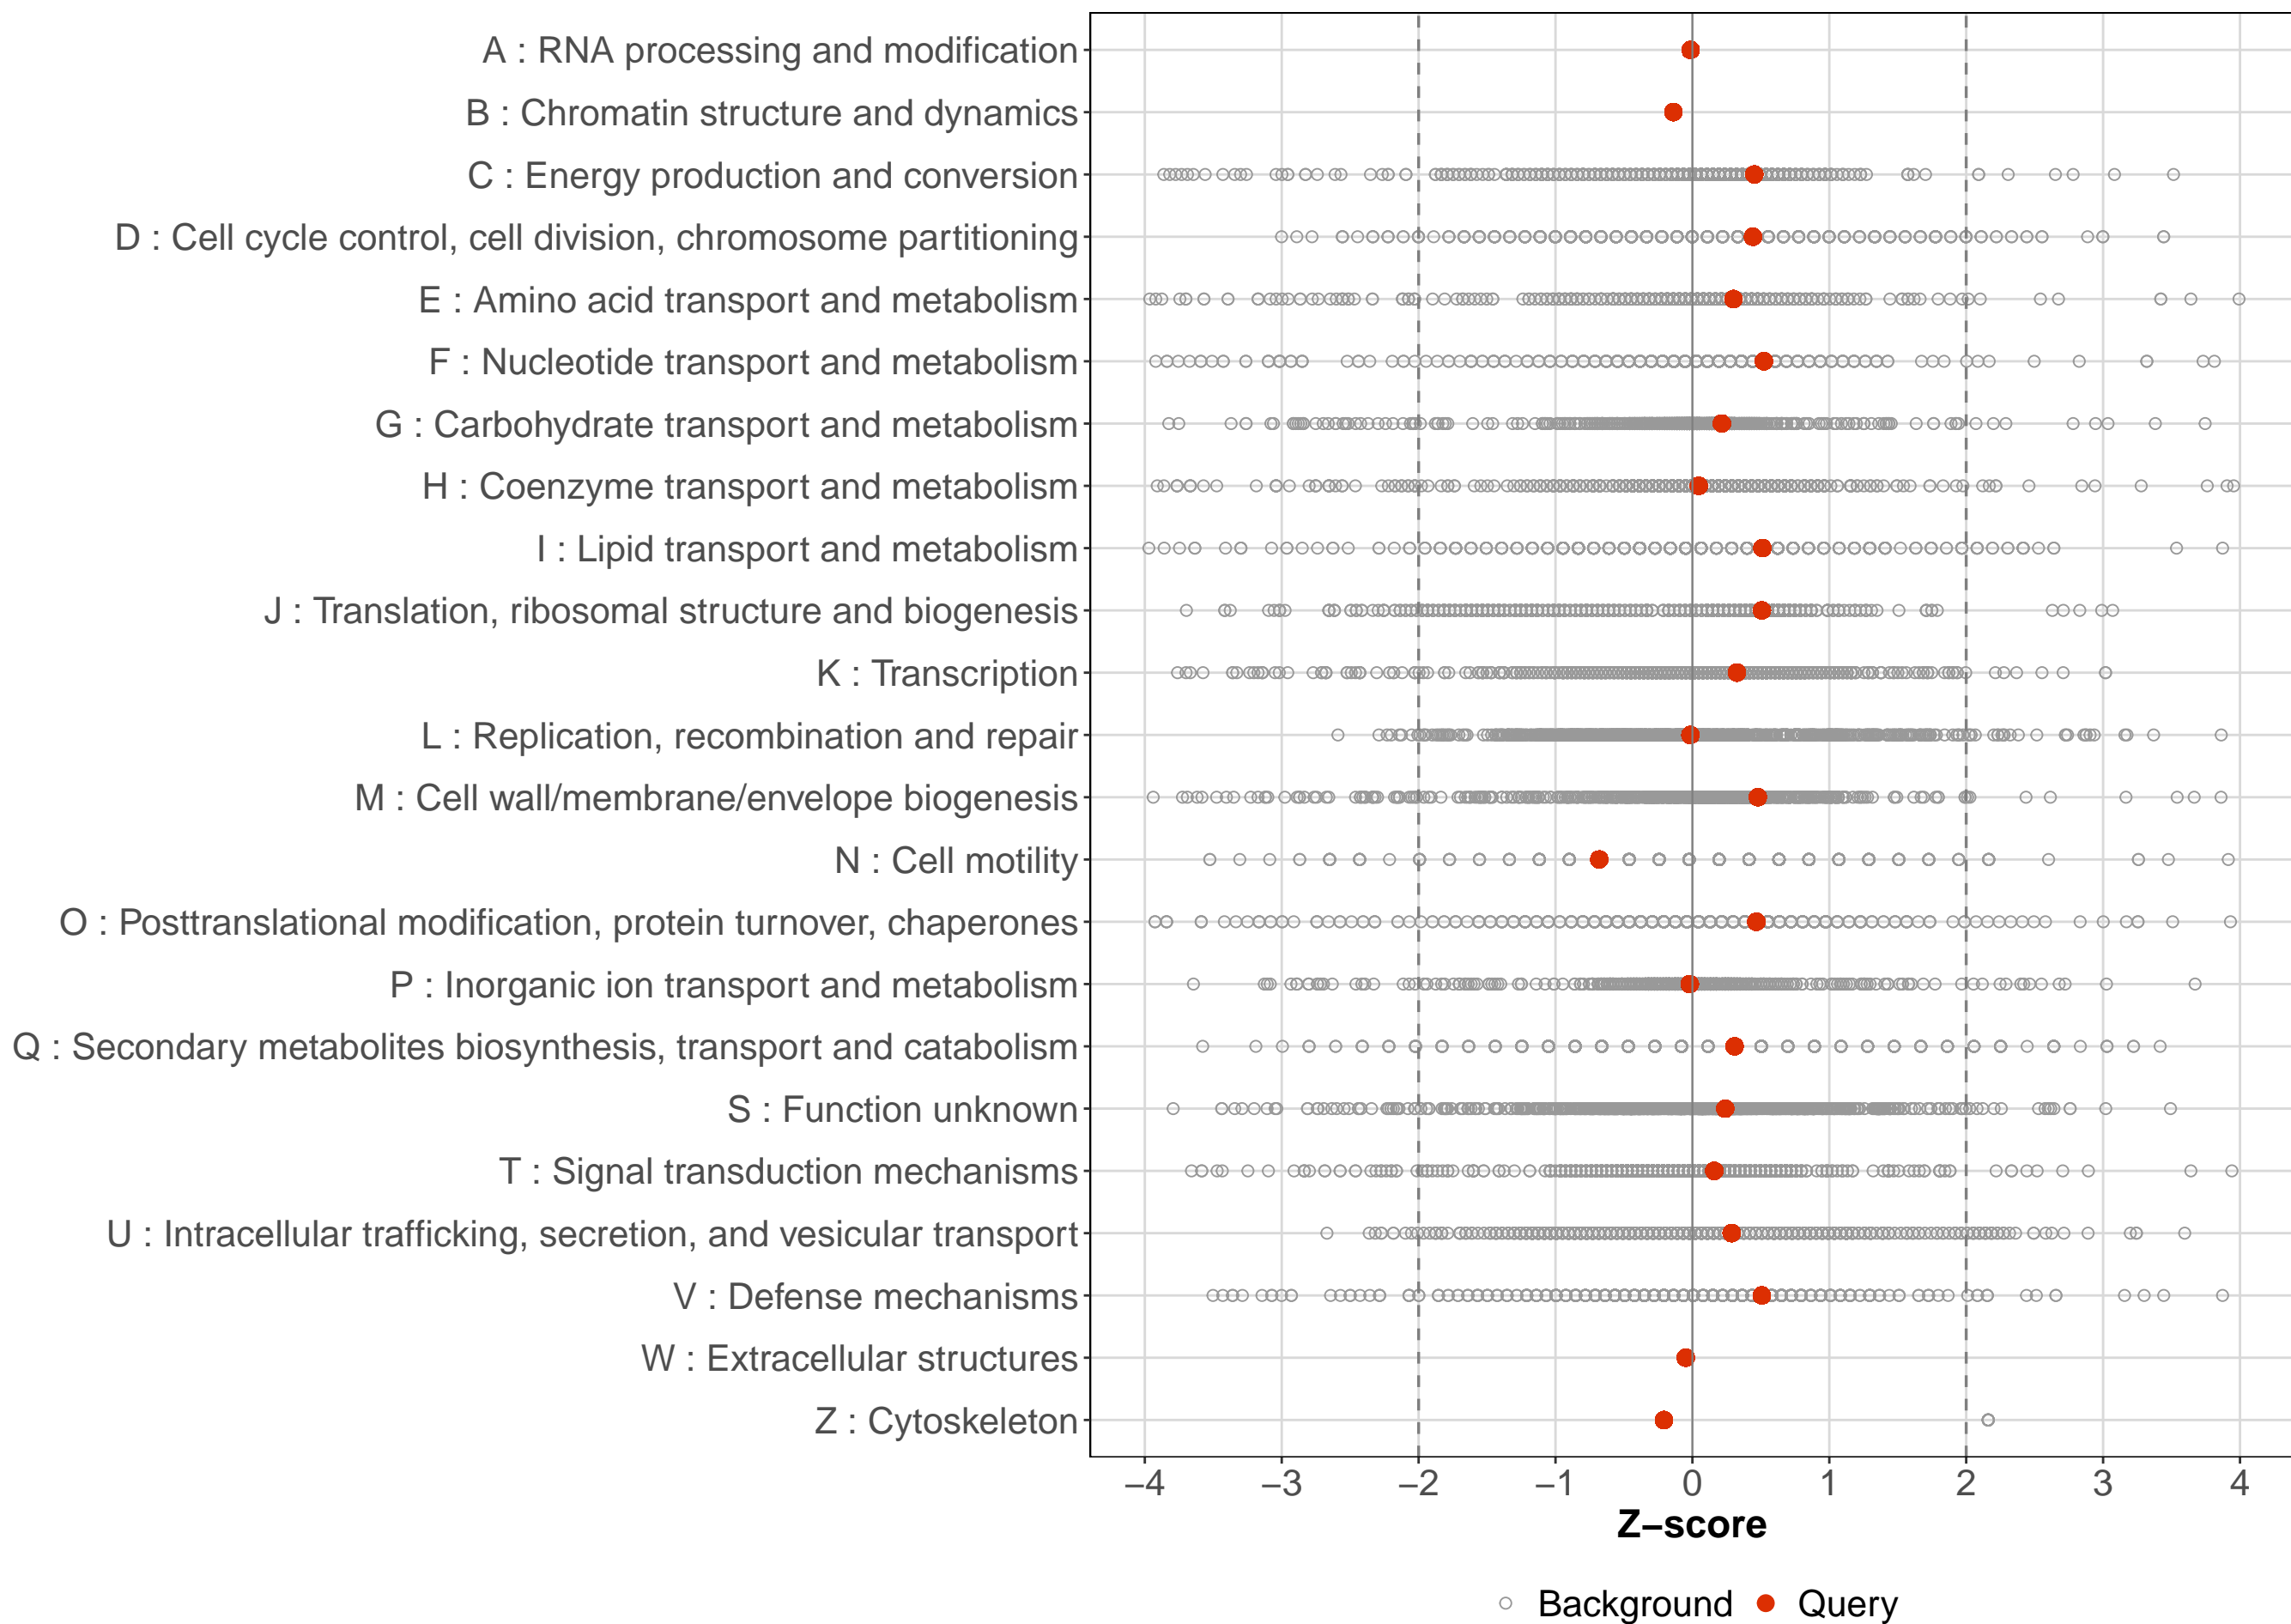 A : RNA processing and modification
B : Chromatin structure and dynamics
C : Energy production and conversion
D : Cell cycle control, cell division, chromosome partitioning
E : Amino acid transport and metabolism
F : Nucleotide transport and metabolism
G : Carbohydrate transport and metabolism
H : Coenzyme transport and metabolism
I : Lipid transport and metabolism
J : Translation, ribosomal structure and biogenesis
K : Transcription
L : Replication, recombination and repair
M : Cell wall/membrane/envelope biogenesis
N : Cell motility
O : Posttranslational modification, protein turnover, chaperones
P : Inorganic ion transport and metabolism
Q : Secondary metabolites biosynthesis, transport and catabolism
S : Function unknown
T : Signal transduction mechanisms
U : Intracellular trafficking, secretion, and vesicular transport
V : Defense mechanisms
W : Extracellular structures
Z : Cytoskeleton
−4 −3 −2 −1 0 1 2 3 4
Z−score
Background Query